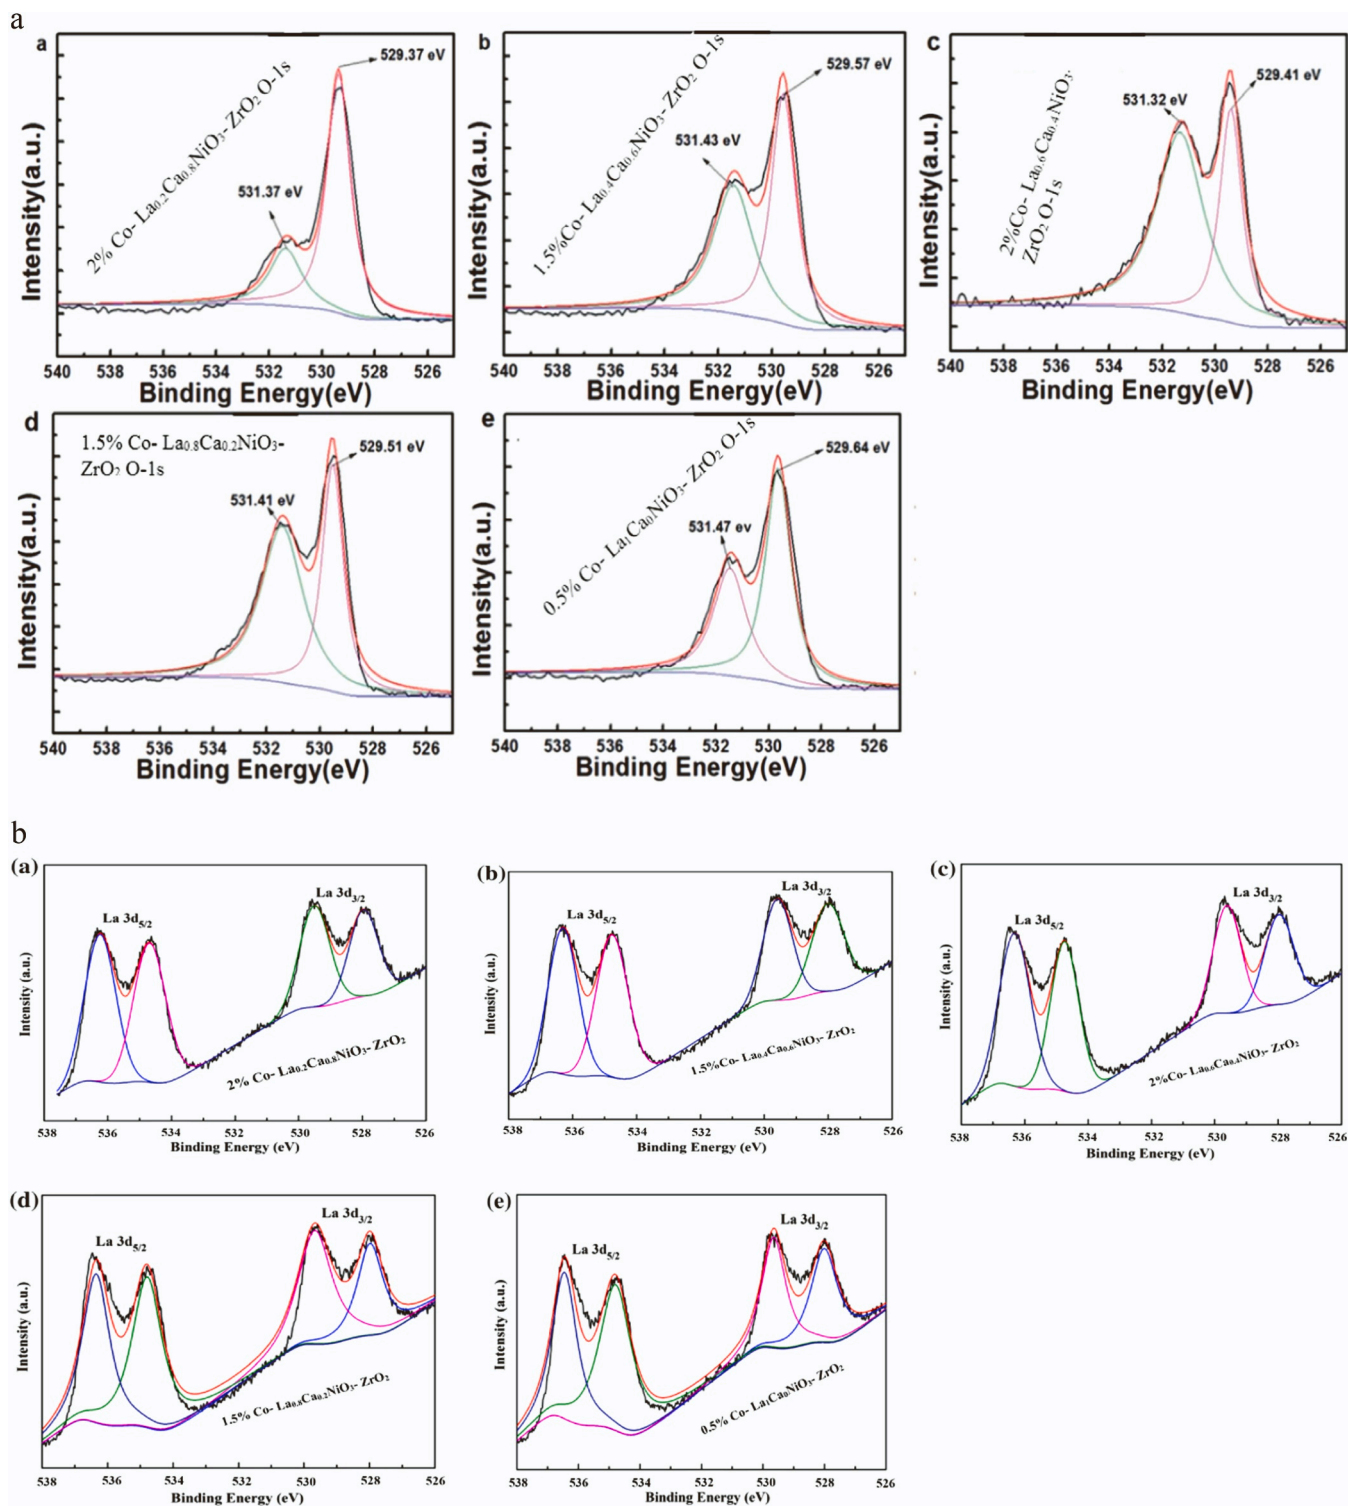 a
a
529.37 eV
531.37 eV
2% Co- La0.2Ca0.8NiO3- ZrO2 O-1s
Intensity(a.u.)
540 538 536 534 532 530 528 526
Binding Energy(eV)
b
529.57 eV
531.43 eV
1.5%Co- La0.4Ca0.6NiO3- ZrO2 O-1s
Intensity(a.u.)
540 538 536 534 532 530 528 526
Binding Energy(eV)
c
529.41 eV
531.32 eV
2%Co- La0.6Ca0.4NiO3-
ZrO2 O-1s
Intensity(a.u.)
540 538 536 534 532 530 528 526
Binding Energy(eV)
d
1.5% Co- La0.8Ca0.2NiO3-
ZrO2 O-1s
529.51 eV
531.41 eV
Intensity(a.u.)
540 538 536 534 532 530 528 526
Binding Energy(eV)
e
529.64 eV
531.47 ev
0.5% Co- La1Ca0NiO3- ZrO2 O-1s
Intensity(a.u.)
540 538 536 534 532 530 528 526
Binding Energy(eV)
b
(a)
La 3d3/2
La 3d5/2
2% Co- La0.2Ca0.8NiO3- ZrO2
Intensity (a.u.)
538 536 534 532 530 528 526
Binding Energy (eV)
(b)
La 3d3/2
La 3d5/2
1.5%Co- La0.4Ca0.6NiO3- ZrO2
Intensity (a.u.)
538 536 534 532 530 528 526
Binding Energy (eV)
(c)
La 3d3/2
La 3d5/2
2%Co- La0.6Ca0.4NiO3- ZrO2
Intensity (a.u.)
538 536 534 532 530 528 526
Binding Energy (eV)
(d)
La 3d3/2
La 3d5/2
1.5% Co- La0.8Ca0.2NiO3- ZrO2
Intensity (a.u.)
538 536 534 532 530 528 526
Binding Energy (eV)
(e)
La 3d3/2
La 3d5/2
0.5% Co- La1Ca0NiO3- ZrO2
Intensity (a.u.)
538 536 534 532 530 528 526
Binding Energy (eV)